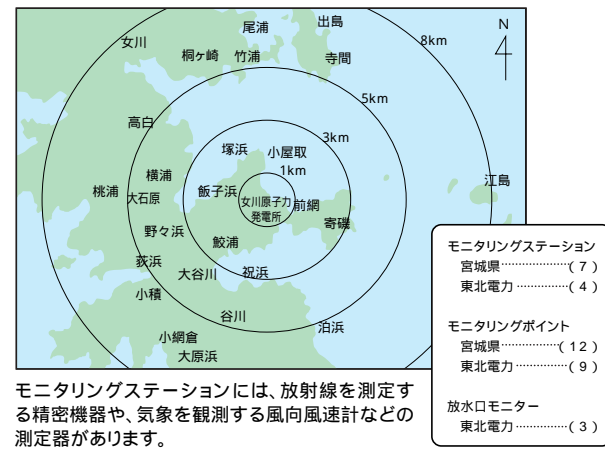 尾浦
出島
N
女川
8km
桐ヶ崎
竹浦
寺間
5km
高白
3km
塚浜
小屋取
1km
横浦
江島
桃浦
大石原
飯子浜
女川原子力
発電所
前網
寄磯
野々浜
鮫浦
荻浜
大谷川
祝浜
小積
谷川
泊浜
小網倉
大原浜
モニタリングステーション
宮城県………………(7)
東北電力……………(4)
モニタリングポイント
宮城県………………(12)
東北電力……………(9)
放水口モニター
東北電力……………(3)
モニタリングステーションには、放射線を測定す
る精密機器や、気象を観測する風向風速計などの
測定器があります。